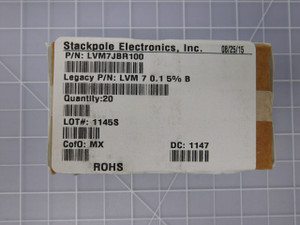 Stackpole Electronics, Inc. 08/25/15
P/N: LVM7JBR100
Legacy P/N: LVM 7 0.1 5% B
Quantity:20
LOT#: 1145S
CofO: MX DC: 1147
ROHS